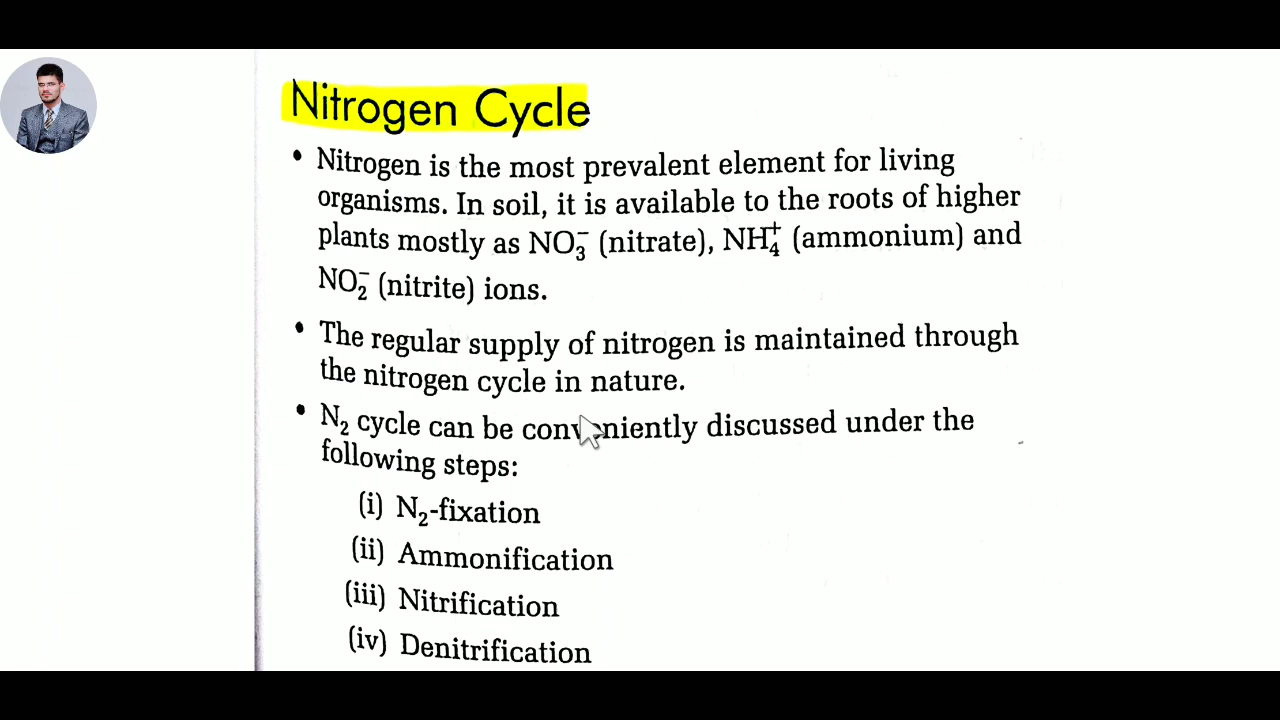 Nitrogen Cycle
• Nitrogen is the most prevalent element for living
organisms. In soil, it is available to the roots of higher
plants mostly as NO₃⁻ (nitrate), NH₄⁺ (ammonium) and
NO₂⁻ (nitrite) ions.
• The regular supply of nitrogen is maintained through
the nitrogen cycle in nature.
• N₂ cycle can be conveniently discussed under the
following steps:
(i) N₂-fixation
(ii) Ammonification
(iii) Nitrification
(iv) Denitrification